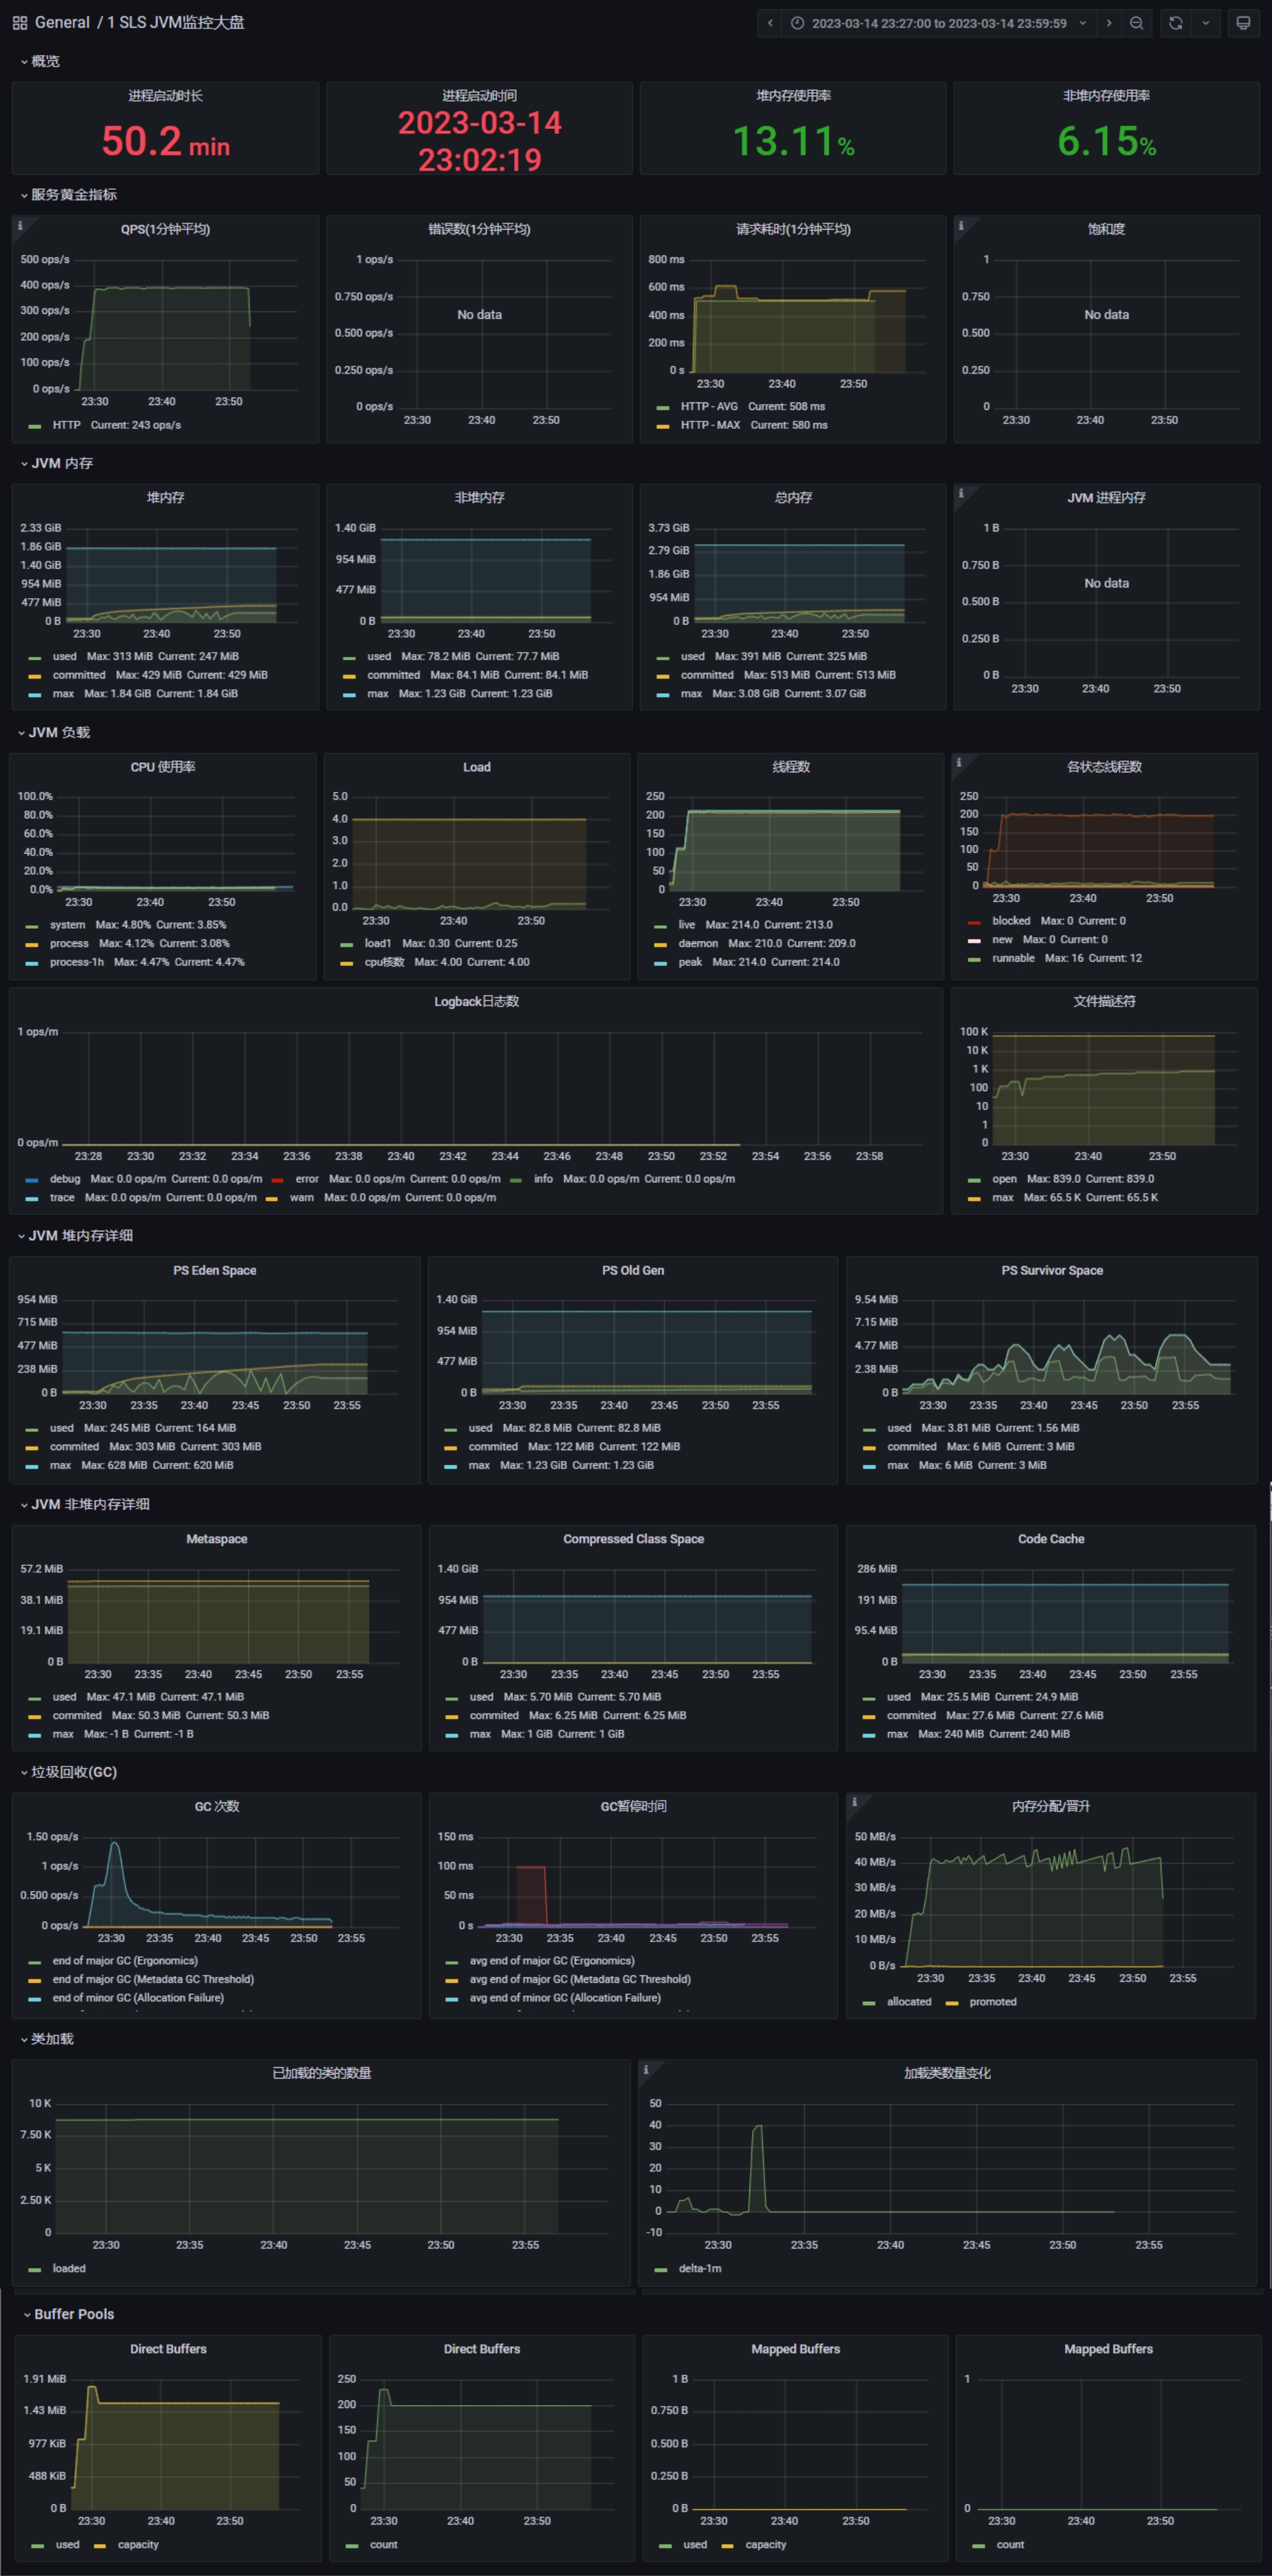 General / 1 SLS JVM监控大盘
2023-03-14 23:27:00 to 2023-03-14 23:59:59
概览
进程启动时长
50.2 min
进程启动时间
2023-03-14
23:02:19
堆内存使用率
13.11%
非堆内存使用率
6.15%
服务黄金指标
QPS(1分钟平均)
500 ops/s
400 ops/s
300 ops/s
200 ops/s
100 ops/s
0 ops/s
23:30 23:40 23:50
HTTP Current: 243 ops/s
错误数(1分钟平均)
1 ops/s
0.750 ops/s
0.500 ops/s
0.250 ops/s
0 ops/s
No data
23:30 23:40 23:50
请求耗时(1分钟平均)
800 ms
600 ms
400 ms
200 ms
0 s
23:30 23:40 23:50
HTTP - AVG Current: 508 ms
HTTP - MAX Current: 580 ms
饱和度
1
0.750
0.500
0.250
0
No data
23:30 23:40 23:50
JVM 内存
堆内存
2.33 GiB
1.86 GiB
1.40 GiB
954 MiB
477 MiB
0 B
23:30 23:40 23:50
used Max: 313 MiB Current: 247 MiB
committed Max: 429 MiB Current: 429 MiB
max Max: 1.84 GiB Current: 1.84 GiB
非堆内存
1.40 GiB
954 MiB
477 MiB
0 B
23:30 23:40 23:50
used Max: 78.2 MiB Current: 77.7 MiB
committed Max: 84.1 MiB Current: 84.1 MiB
max Max: 1.23 GiB Current: 1.23 GiB
总内存
3.73 GiB
2.79 GiB
1.86 GiB
954 MiB
0 B
23:30 23:40 23:50
used Max: 391 MiB Current: 325 MiB
committed Max: 513 MiB Current: 513 MiB
max Max: 3.08 GiB Current: 3.07 GiB
JVM 进程内存
1 B
0.750 B
0.500 B
0.250 B
0 B
No data
23:30 23:40 23:50
JVM 负载
CPU 使用率
100.0%
80.0%
60.0%
40.0%
20.0%
0.0%
23:30 23:40 23:50
system Max: 4.80% Current: 3.85%
process Max: 4.12% Current: 3.08%
process-1h Max: 4.47% Current: 4.47%
Load
5.0
4.0
3.0
2.0
1.0
0.0
23:30 23:40 23:50
load1 Max: 0.30 Current: 0.25
cpu核数 Max: 4.00 Current: 4.00
线程数
250
200
150
100
50
0
23:30 23:40 23:50
live Max: 214.0 Current: 213.0
daemon Max: 210.0 Current: 209.0
peak Max: 214.0 Current: 214.0
各状态线程数
250
200
150
100
50
0
23:30 23:40 23:50
blocked Max: 0 Current: 0
new Max: 0 Current: 0
runnable Max: 16 Current: 12
Logback日志数
1 ops/m
0 ops/m
23:28 23:30 23:32 23:34 23:36 23:38 23:40 23:42 23:44 23:46 23:48 23:50 23:52 23:54 23:56 23:58
debug Max: 0.0 ops/m Current: 0.0 ops/m error Max: 0.0 ops/m Current: 0.0 ops/m info Max: 0.0 ops/m Current: 0.0 ops/m
trace Max: 0.0 ops/m Current: 0.0 ops/m warn Max: 0.0 ops/m Current: 0.0 ops/m
文件描述符
100 K
10 K
1 K
100
10
1
0
23:30 23:40 23:50
open Max: 839.0 Current: 839.0
max Max: 65.5 K Current: 65.5 K
JVM 堆内存详细
PS Eden Space
954 MiB
715 MiB
477 MiB
238 MiB
0 B
23:30 23:35 23:40 23:45 23:50 23:55
used Max: 245 MiB Current: 164 MiB
commited Max: 303 MiB Current: 303 MiB
max Max: 628 MiB Current: 620 MiB
PS Old Gen
1.40 GiB
954 MiB
477 MiB
0 B
23:30 23:35 23:40 23:45 23:50 23:55
used Max: 82.8 MiB Current: 82.8 MiB
commited Max: 122 MiB Current: 122 MiB
max Max: 1.23 GiB Current: 1.23 GiB
PS Survivor Space
9.54 MiB
7.15 MiB
4.77 MiB
2.38 MiB
0 B
23:30 23:35 23:40 23:45 23:50 23:55
used Max: 3.81 MiB Current: 1.56 MiB
commited Max: 6 MiB Current: 3 MiB
max Max: 6 MiB Current: 3 MiB
JVM 非堆内存详细
Metaspace
57.2 MiB
38.1 MiB
19.1 MiB
0 B
23:30 23:35 23:40 23:45 23:50 23:55
used Max: 47.1 MiB Current: 47.1 MiB
commited Max: 50.3 MiB Current: 50.3 MiB
max Max: -1 B Current: -1 B
Compressed Class Space
1.40 GiB
954 MiB
477 MiB
0 B
23:30 23:35 23:40 23:45 23:50 23:55
used Max: 5.70 MiB Current: 5.70 MiB
commited Max: 6.25 MiB Current: 6.25 MiB
max Max: 1 GiB Current: 1 GiB
Code Cache
286 MiB
191 MiB
95.4 MiB
0 B
23:30 23:35 23:40 23:45 23:50 23:55
used Max: 25.5 MiB Current: 24.9 MiB
commited Max: 27.6 MiB Current: 27.6 MiB
max Max: 240 MiB Current: 240 MiB
垃圾回收(GC)
GC 次数
1.50 ops/s
1 ops/s
0.500 ops/s
0 ops/s
23:30 23:35 23:40 23:45 23:50 23:55
end of major GC (Ergonomics)
end of major GC (Metadata GC Threshold)
end of minor GC (Allocation Failure)
GC暂停时间
150 ms
100 ms
50 ms
0 s
23:30 23:35 23:40 23:45 23:50 23:55
avg end of major GC (Ergonomics)
avg end of major GC (Metadata GC Threshold)
avg end of minor GC (Allocation Failure)
内存分配/晋升
50 MB/s
40 MB/s
30 MB/s
20 MB/s
10 MB/s
0 B/s
23:30 23:35 23:40 23:45 23:50 23:55
allocated promoted
类加载
已加载的类的数量
10 K
7.50 K
5 K
2.50 K
0
23:30 23:35 23:40 23:45 23:50 23:55
loaded
加载类数量变化
50
40
30
20
10
0
-10
23:30 23:35 23:40 23:45 23:50 23:55
delta-1m
Buffer Pools
Direct Buffers
1.91 MiB
1.43 MiB
977 KiB
488 KiB
0 B
23:30 23:40 23:50
used capacity
Direct Buffers
250
200
150
100
50
0
23:30 23:40 23:50
count
Mapped Buffers
1 B
0.750 B
0.500 B
0.250 B
0 B
23:30 23:40 23:50
used capacity
Mapped Buffers
1
0
23:30 23:40 23:50
count